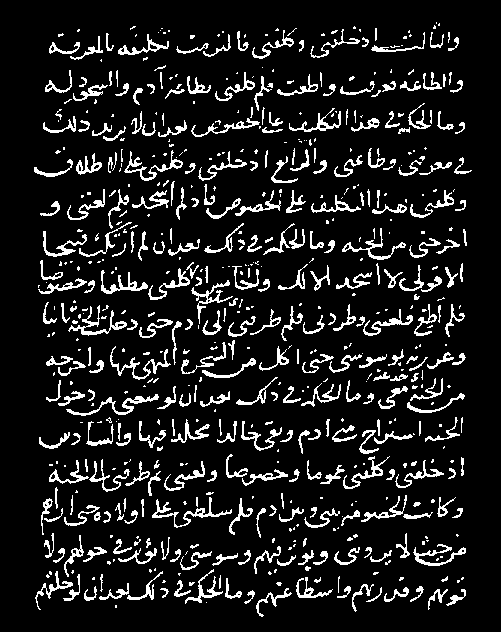 والثالث اذ خلقني وكلفني فالتزمت تكليفه بالمعرفة
والطاعة فعرفت واطعت فلم كلفني بطاعة آدم والسجود له
وما الحكمة في هذا التكليف على الخصوص بعد ان لا يزيد ذلك
في معرفتي وطاعتي والرابع اذ خلقني وكلفني على الاطلاق
وكلفني بهذا التكليف على الخصوص فاذ لم اسجد فلم لعنني و
اخرجني من الجنة وما الحكمة في ذلك بعد ان لم ارتكب قبيحا
الا قولي لا اسجد الا لك والخامس اذ كلفني مطلقا وخصوصا
فلم اطع فلعنني وطردني فلم طرقني الى آدم حتى دخلت الجنة ثانيا
وغررته بوسوستي حتى اكل من الشجرة المنهي عنها واخرجه
من الجنة معي وما الحكمة في ذلك بعد ان لو منعني من دخول
الجنة استراح مني ادم وبقي خالدا مخلدا فيها والسادس
اذ خلقني وكلفني عموما وخصوصا ولعنني ثم طرقني الى الجنة
وكانت الخصومة بيني وبين ادم فلم سلطني على اولاده حتى اراهم
من حيث لا يرونني ويؤثر فيهم وسوستي ولا يؤثر في حولهم ولا
قوتهم وقدرتهم واستطاعتهم وما الحكمة في ذلك بعد ان لو خلقهم